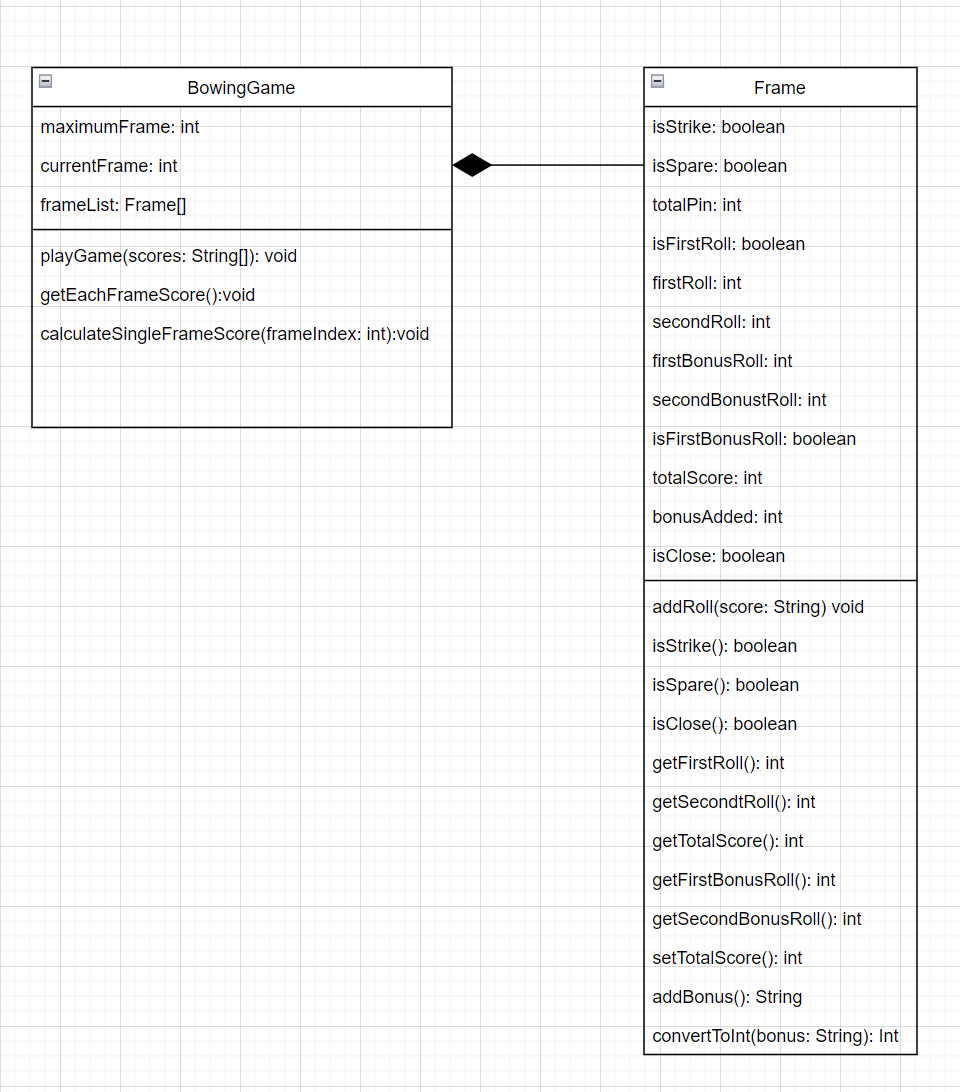 BowingGame
maximumFrame: int
currentFrame: int
frameList: Frame[]
playGame(scores: String[]): void
getEachFrameScore():void
calculateSingleFrameScore(frameIndex: int):void
Frame
isStrike: boolean
isSpare: boolean
totalPin: int
isFirstRoll: boolean
firstRoll: int
secondRoll: int
firstBonusRoll: int
secondBonustRoll: int
isFirstBonusRoll: boolean
totalScore: int
bonusAdded: int
isClose: boolean
addRoll(score: String) void
isStrike(): boolean
isSpare(): boolean
isClose(): boolean
getFirstRoll(): int
getSecondtRoll(): int
getTotalScore(): int
getFirstBonusRoll(): int
getSecondBonusRoll(): int
setTotalScore(): int
addBonus(): String
convertToInt(bonus: String): Int